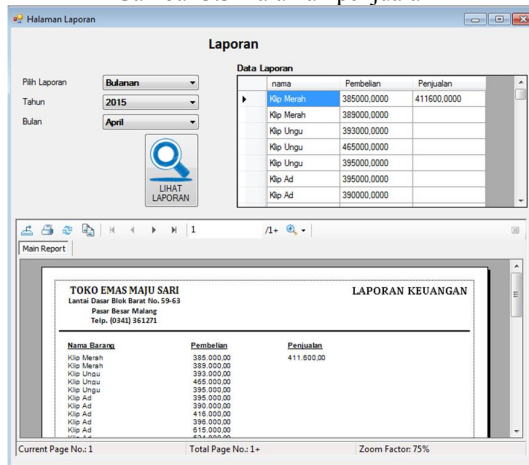 Halaman Laporan
Laporan
Data Laporan
Pilih Laporan Bulanan
Tahun 2015
Bulan April
LIHAT
LAPORAN
nama Pembelian Penjualan
Klip Merah 385000,0000 411600,0000
Klip Merah 389000,0000
Klip Ungu 393000,0000
Klip Ungu 465000,0000
Klip Ungu 395000,0000
Klip Ad 395000,0000
Klip Ad 390000,0000
1 /1+
Main Report
TOKO EMAS MAJU SARI LAPORAN KEUANGAN
Lantai Dasar Blok Barat No. 59-63
Pasar Besar Malang
Telp. (0341) 361271
Nama Barang Pembelian Penjualan
Klip Merah 385.000,00 411.600,00
Klip Merah 389.000,00
Klip Ungu 393.000,00
Klip Ungu 465.000,00
Klip Ungu 395.000,00
Klip Ad 395.000,00
Klip Ad 390.000,00
Klip Ad 416.000,00
Klip Ad 396.000,00
Klip Ad 615.000,00
Current Page No.: 1 Total Page No.: 1+ Zoom Factor: 75%